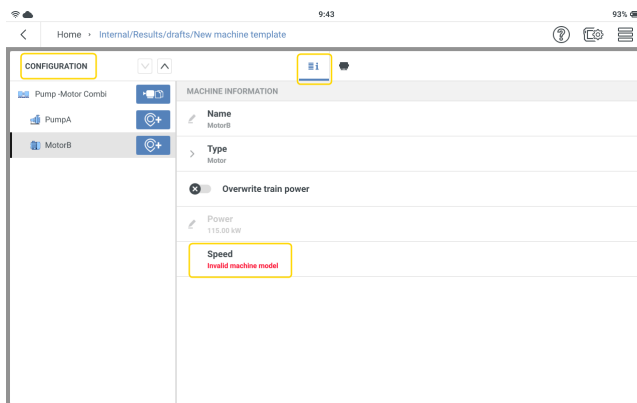 9:43
93%
Home › Internal/Results/drafts/New machine template
CONFIGURATION
Pump -Motor Combi
PumpA
MotorB
MACHINE INFORMATION
Name
MotorB
Type
Motor
Overwrite train power
Power
115.00 kW
Speed
Invalid machine model